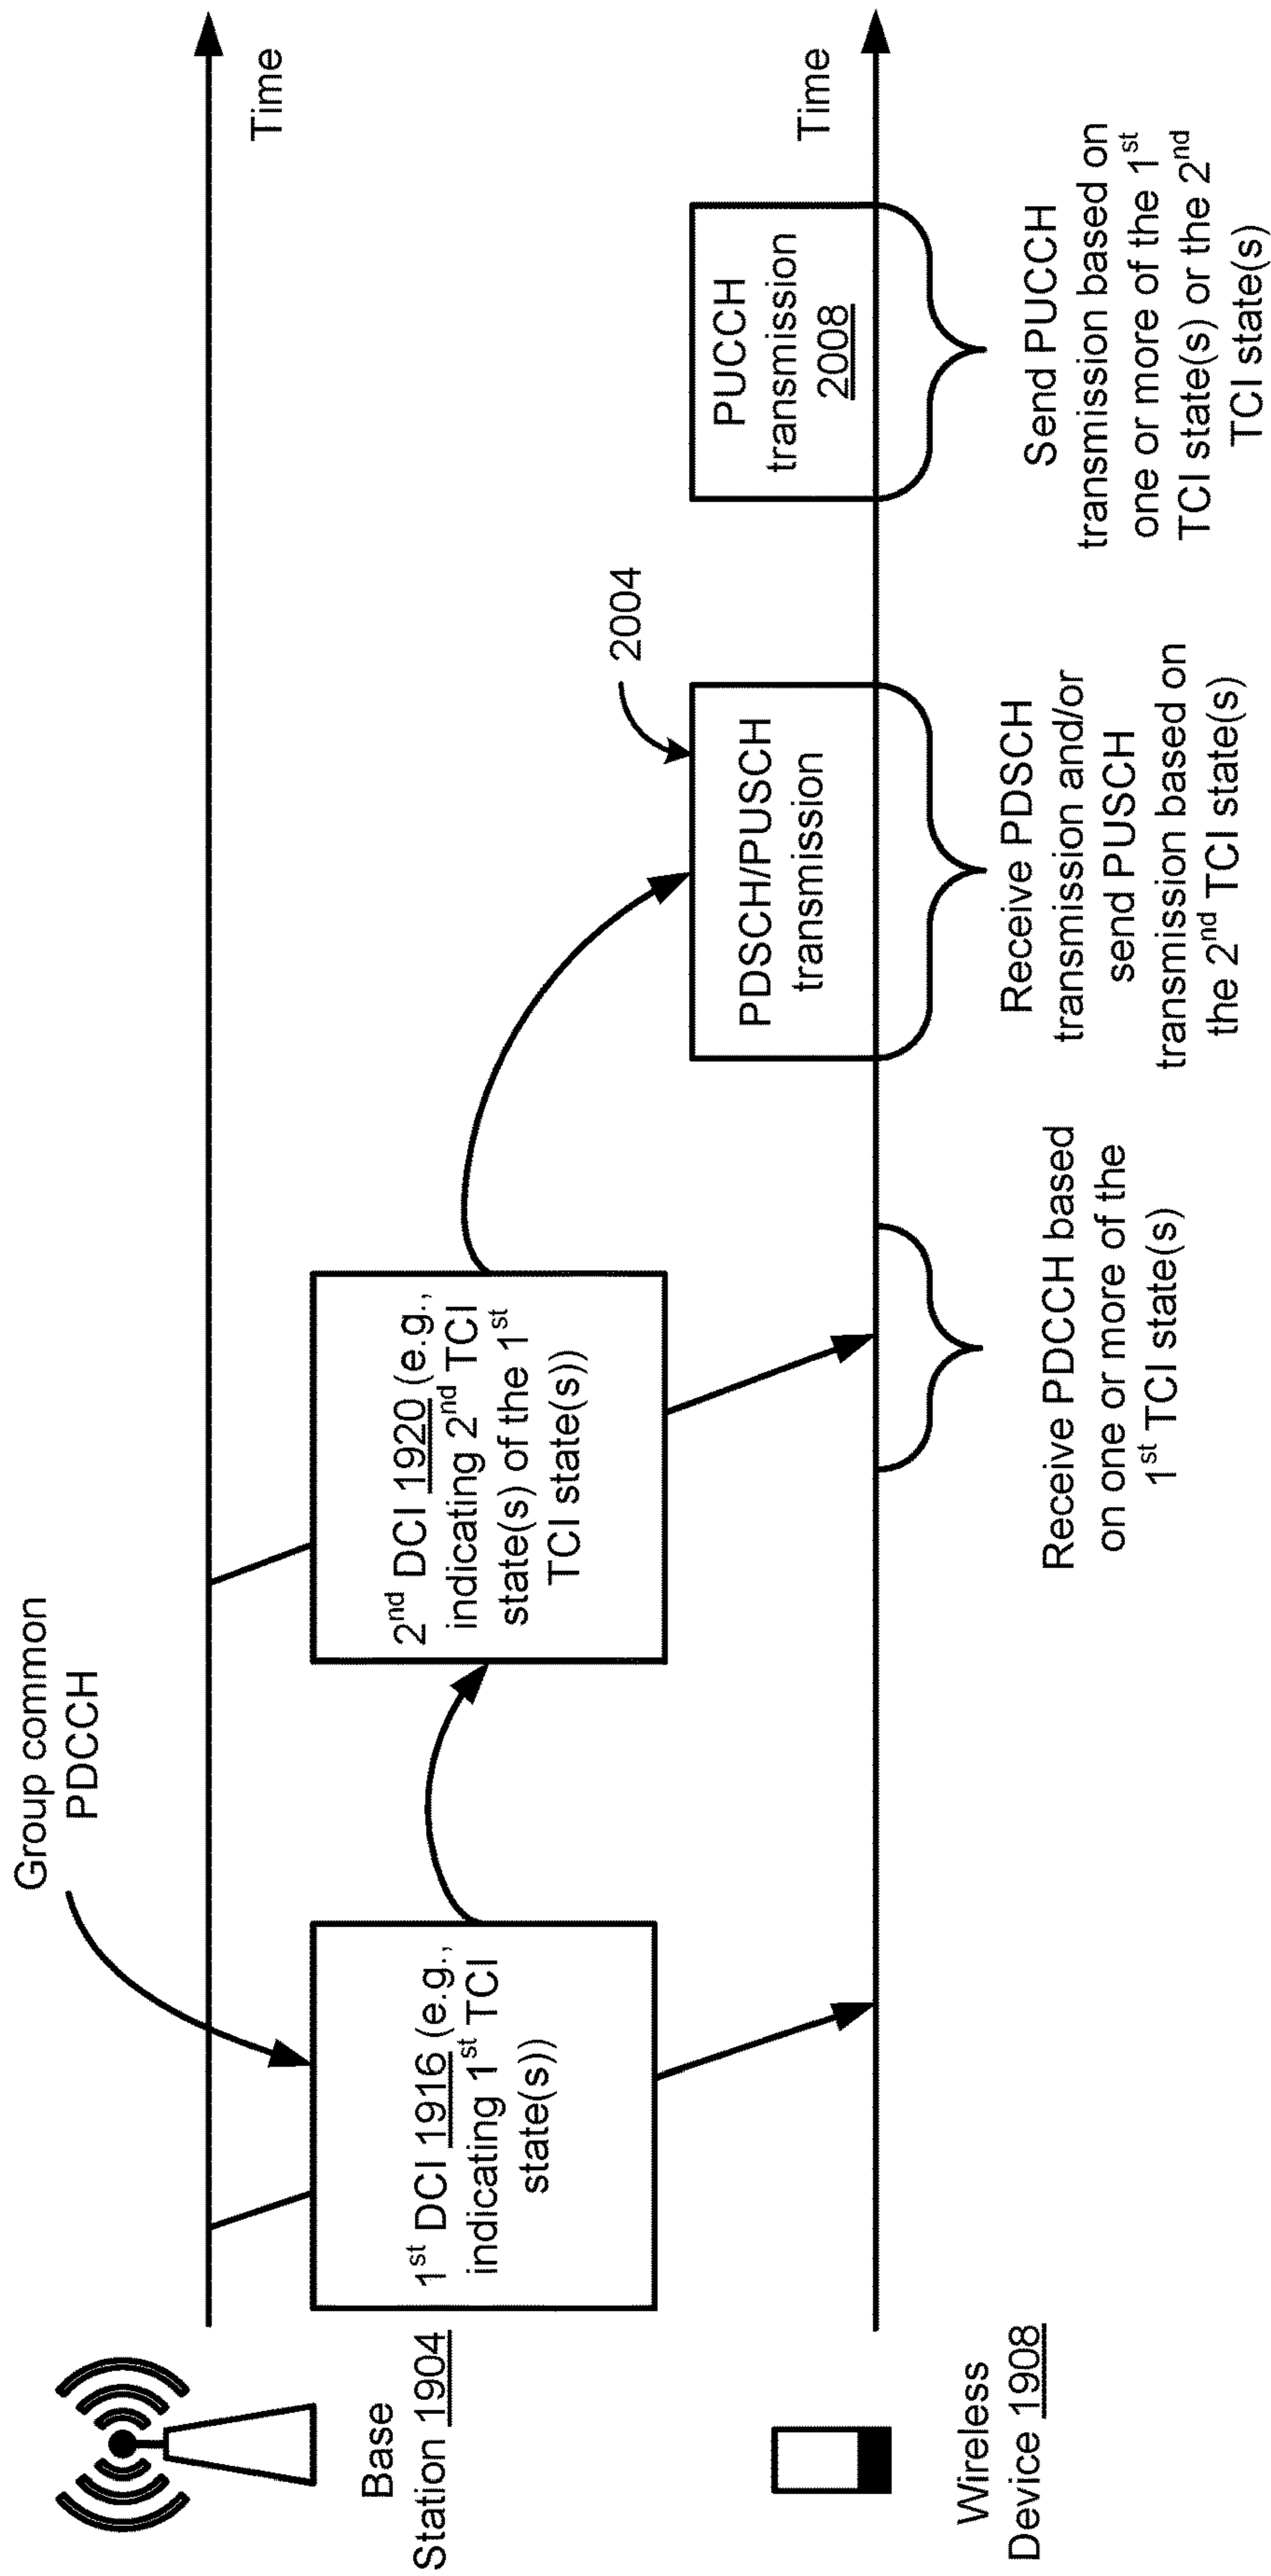 Group common
PDCCH
Time
1st DCI 1916 (e.g.,
indicating 1st TCI
state(s))
2nd DCI 1920 (e.g.,
indicating 2nd TCI
state(s) of the 1st
TCI state(s))
Base
Station 1904
2004
PDSCH/PUSCH
transmission
PUCCH
transmission
2008
Time
Wireless
Device 1908
Receive PDCCH based
on one or more of the
1st TCI state(s)
Receive PDSCH
transmission and/or
send PUSCH
transmission based on
the 2nd TCI state(s)
Send PUCCH
transmission based on
one or more of the 1st
TCI state(s) or the 2nd
TCI state(s)